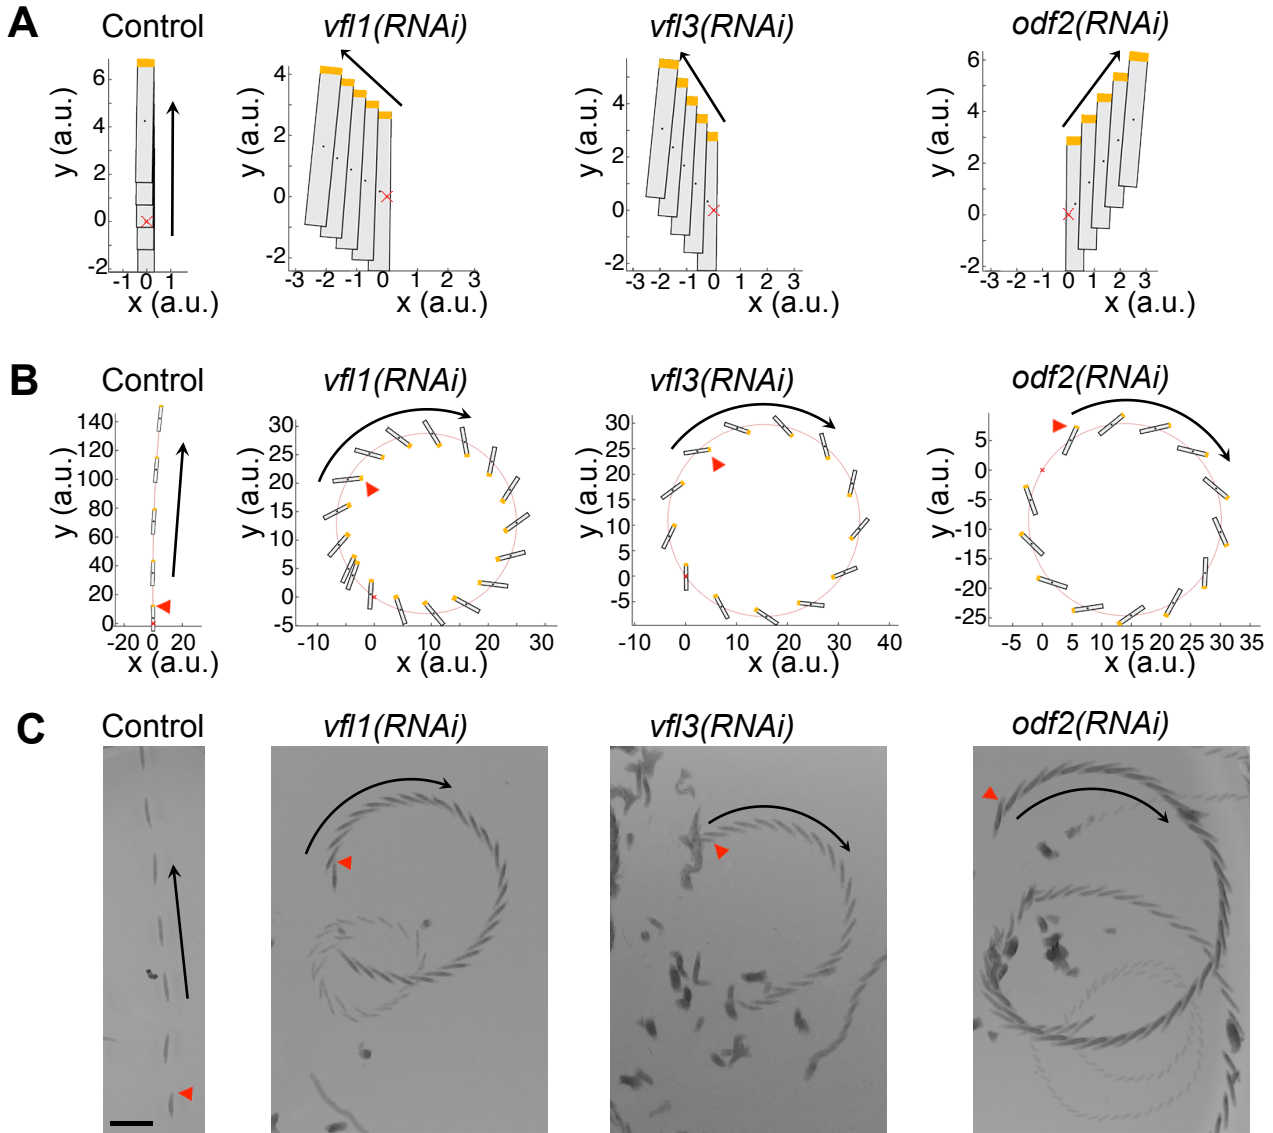 A Control vfl1(RNAi) vfl3(RNAi) odf2(RNAi)
y (a.u.) 6 4 2 0 -2
-1 0 1
x (a.u.)
y (a.u.) 4 2 0 -2
-3 -2 -1 0 1 2 3
x (a.u.)
y (a.u.) 4 2 0 -2
-3 -2 -1 0 1 2 3
x (a.u.)
y (a.u.) 6 4 2 0 -2
-3 -2 -1 0 1 2 3
x (a.u.)
B Control vfl1(RNAi) vfl3(RNAi) odf2(RNAi)
y (a.u.) 140 120 100 80 60 40 20 0
-20 0 20
x (a.u.)
y (a.u.) 30 25 20 15 10 5 0 -5
-10 0 10 20 30
x (a.u.)
y (a.u.) 30 25 20 15 10 5 0 -5
-10 0 10 20 30 40
x (a.u.)
y (a.u.) 5 0 -5 -10 -15 -20 -25
-5 0 5 10 15 20 25 30 35
x (a.u.)
C Control vfl1(RNAi) vfl3(RNAi) odf2(RNAi)